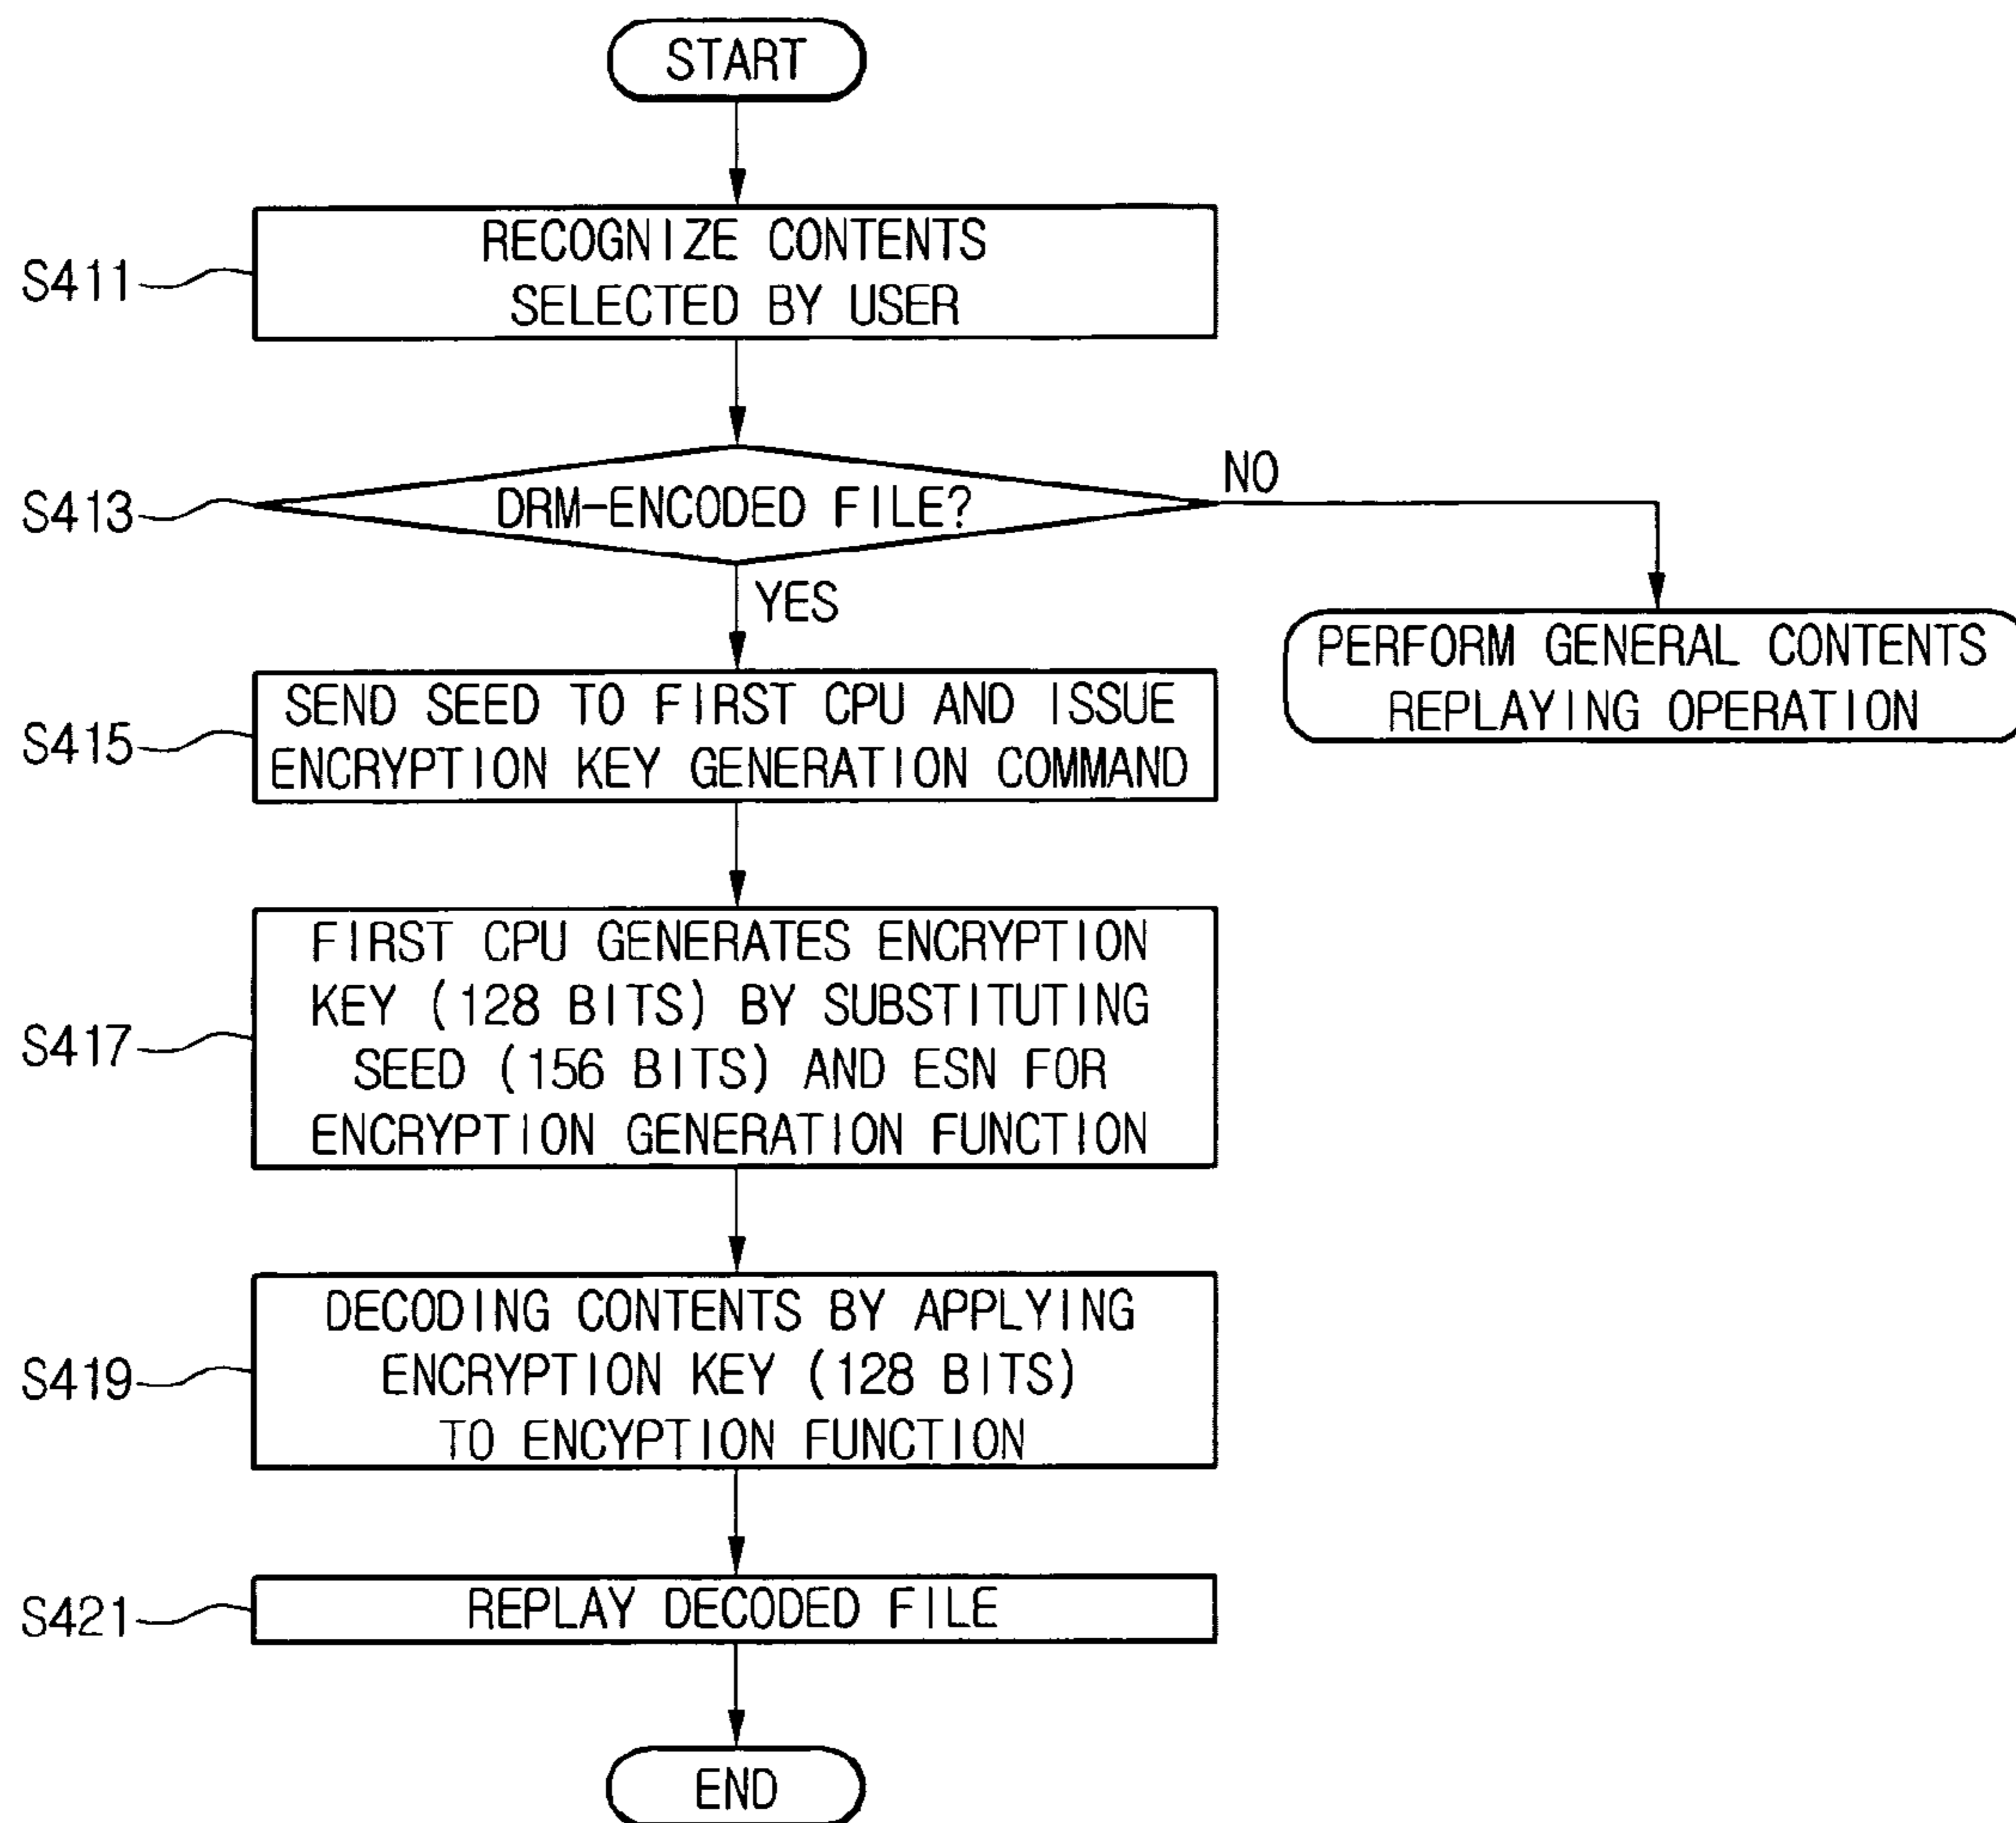 START
S411
RECOGNIZE CONTENTS
SELECTED BY USER
S413
DRM-ENCODED FILE?
NO
YES
PERFORM GENERAL CONTENTS
REPLAYING OPERATION
S415
SEND SEED TO FIRST CPU AND ISSUE
ENCRYPTION KEY GENERATION COMMAND
S417
FIRST CPU GENERATES ENCRYPTION
KEY (128 BITS) BY SUBSTITUTING
SEED (156 BITS) AND ESN FOR
ENCRYPTION GENERATION FUNCTION
S419
DECODING CONTENTS BY APPLYING
ENCRYPTION KEY (128 BITS)
TO ENCYPTION FUNCTION
S421
REPLAY DECODED FILE
END